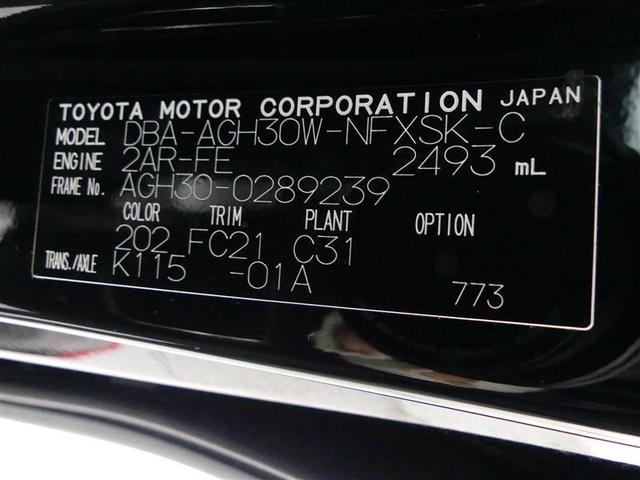 TOYOTA MOTOR CORPORATION JAPAN
MODEL DBA-AGH30W-NFXSK-C
ENGINE 2AR-FE 2493 mL
FRAME No. AGH30-0289239
COLOR TRIM PLANT OPTION
202 FC21 C31
TRANS./AXLE K115 -01A
773